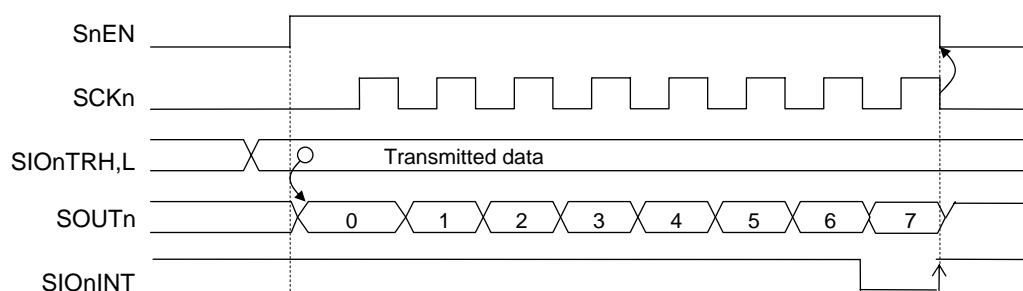 SnEN
SCKn
SIOnTRH,L
Transmitted data
SOUTn
0 1 2 3 4 5 6 7
SIOnINT